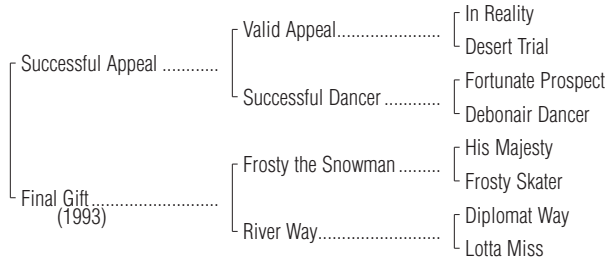 In Reality
Valid Appeal
Desert Trial
Successful Appeal
Fortunate Prospect
Successful Dancer
Debonair Dancer
His Majesty
Frosty the Snowman
Frosty Skater
Final Gift
(1993)
Diplomat Way
River Way
Lotta Miss